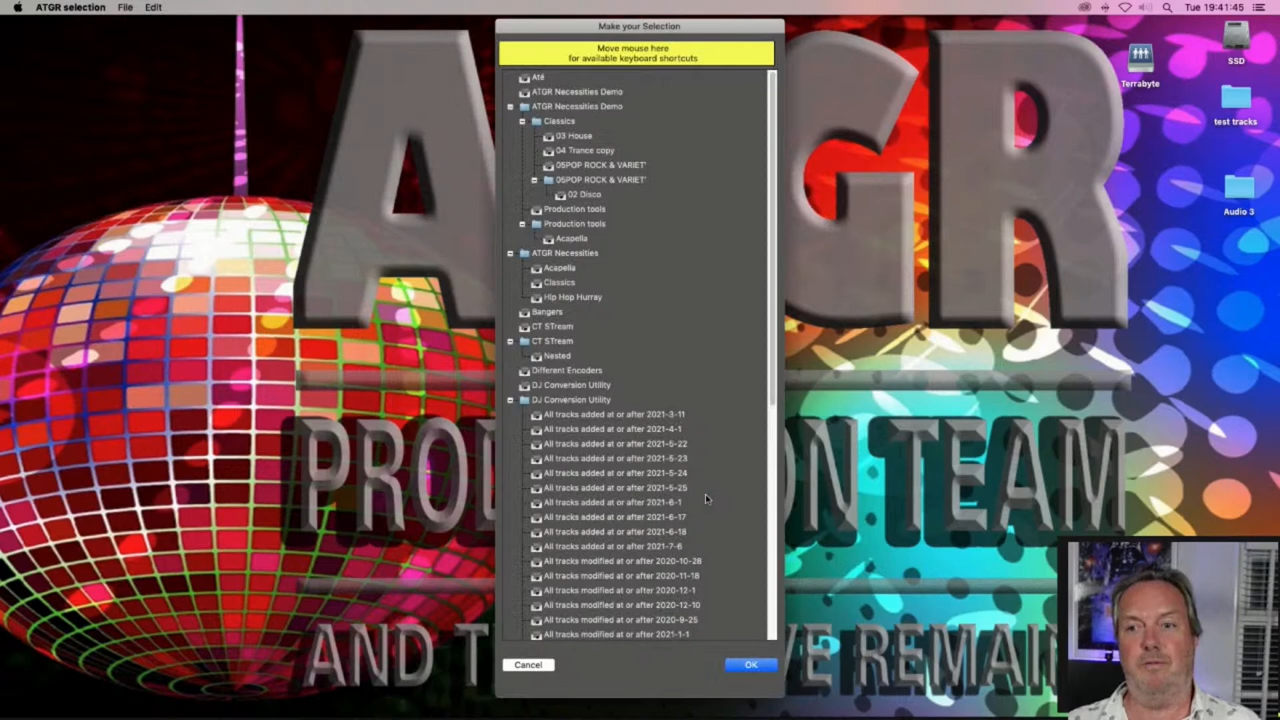 ATGR selection File Edit
Tue 19:41:45
Make your Selection
Move mouse here
for available keyboard shortcuts
Até
ATGR Necessities Demo
ATGR Necessities Demo
Classics
03 House
04 Trance copy
05POP ROCK & VARIET'
05POP ROCK & VARIET'
02 Disco
Production tools
Production tools
Acapella
ATGR Necessities
Acapella
Classics
Hip Hop Hurray
Bangers
CT STream
CT STream
Nested
Different Encoders
DJ Conversion Utility
DJ Conversion Utility
All tracks added at or after 2021-3-11
All tracks added at or after 2021-4-1
All tracks added at or after 2021-5-22
All tracks added at or after 2021-5-23
All tracks added at or after 2021-5-24
All tracks added at or after 2021-5-25
All tracks added at or after 2021-6-1
All tracks added at or after 2021-6-17
All tracks added at or after 2021-6-18
All tracks added at or after 2021-7-6
All tracks modified at or after 2020-10-28
All tracks modified at or after 2020-11-18
All tracks modified at or after 2020-12-1
All tracks modified at or after 2020-12-10
All tracks modified at or after 2020-9-25
All tracks modified at or after 2021-1-1
Cancel OK
SSD
Terrabyte
test tracks
Audio 3
A GR
PRO ON TEAM
AND T VE REMAI